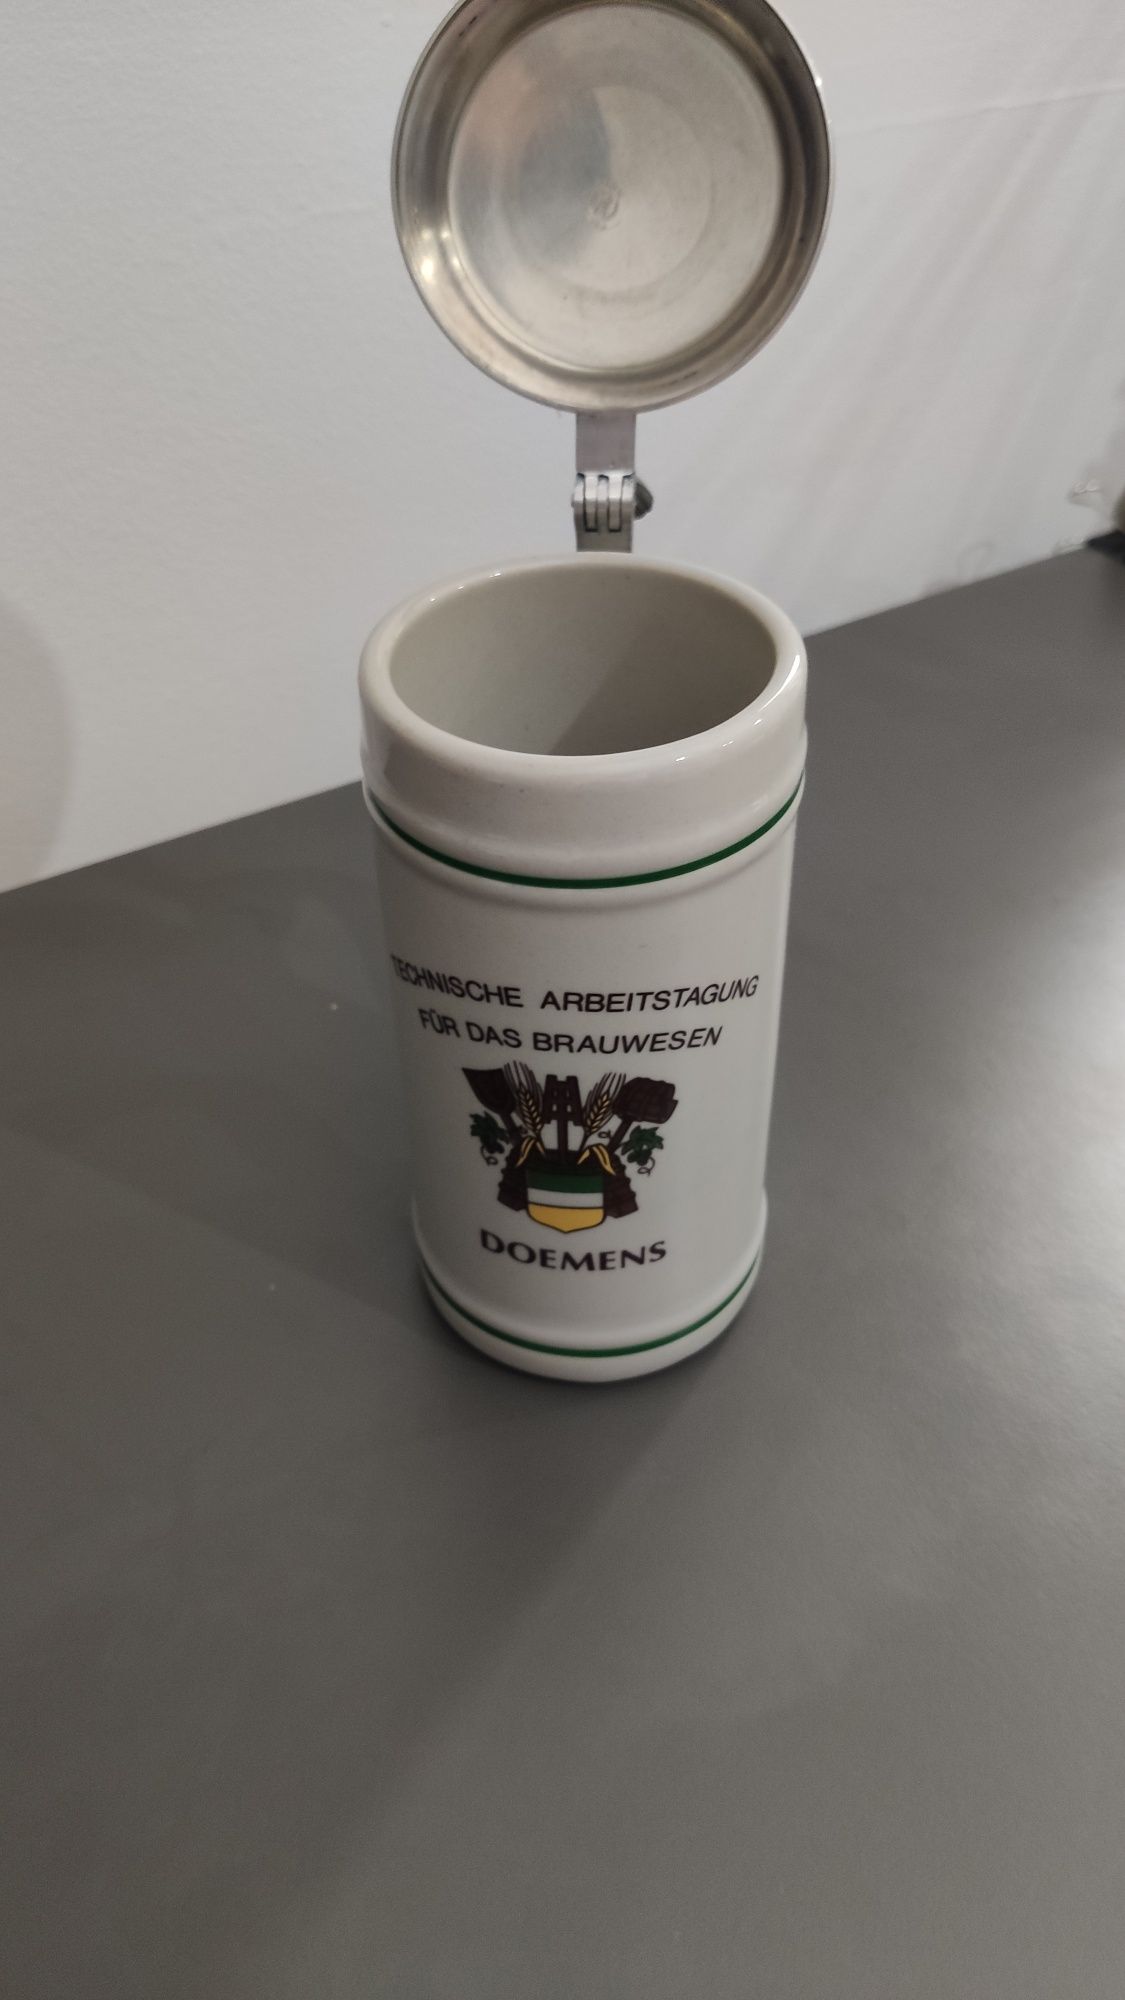 TECHNISCHE ARBEITSTAGUNG
FÜR DAS BRAUWESEN
DOEMENS